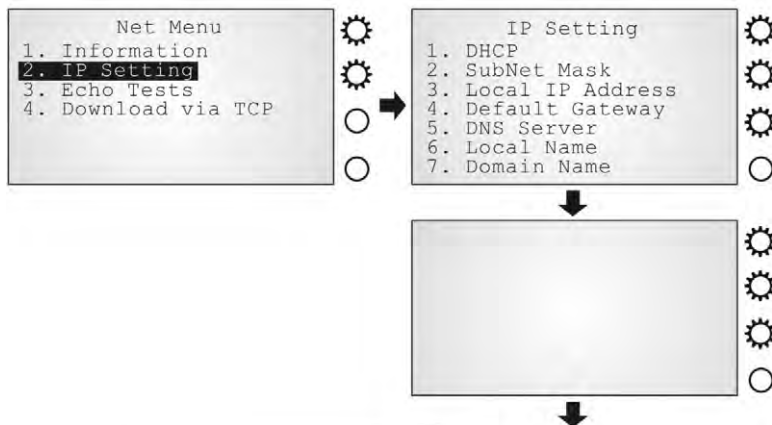 Net Menu
1. Information
2. IP Setting
3. Echo Tests
4. Download via TCP
IP Setting
1. DHCP
2. SubNet Mask
3. Local IP Address
4. Default Gateway
5. DNS Server
6. Local Name
7. Domain Name